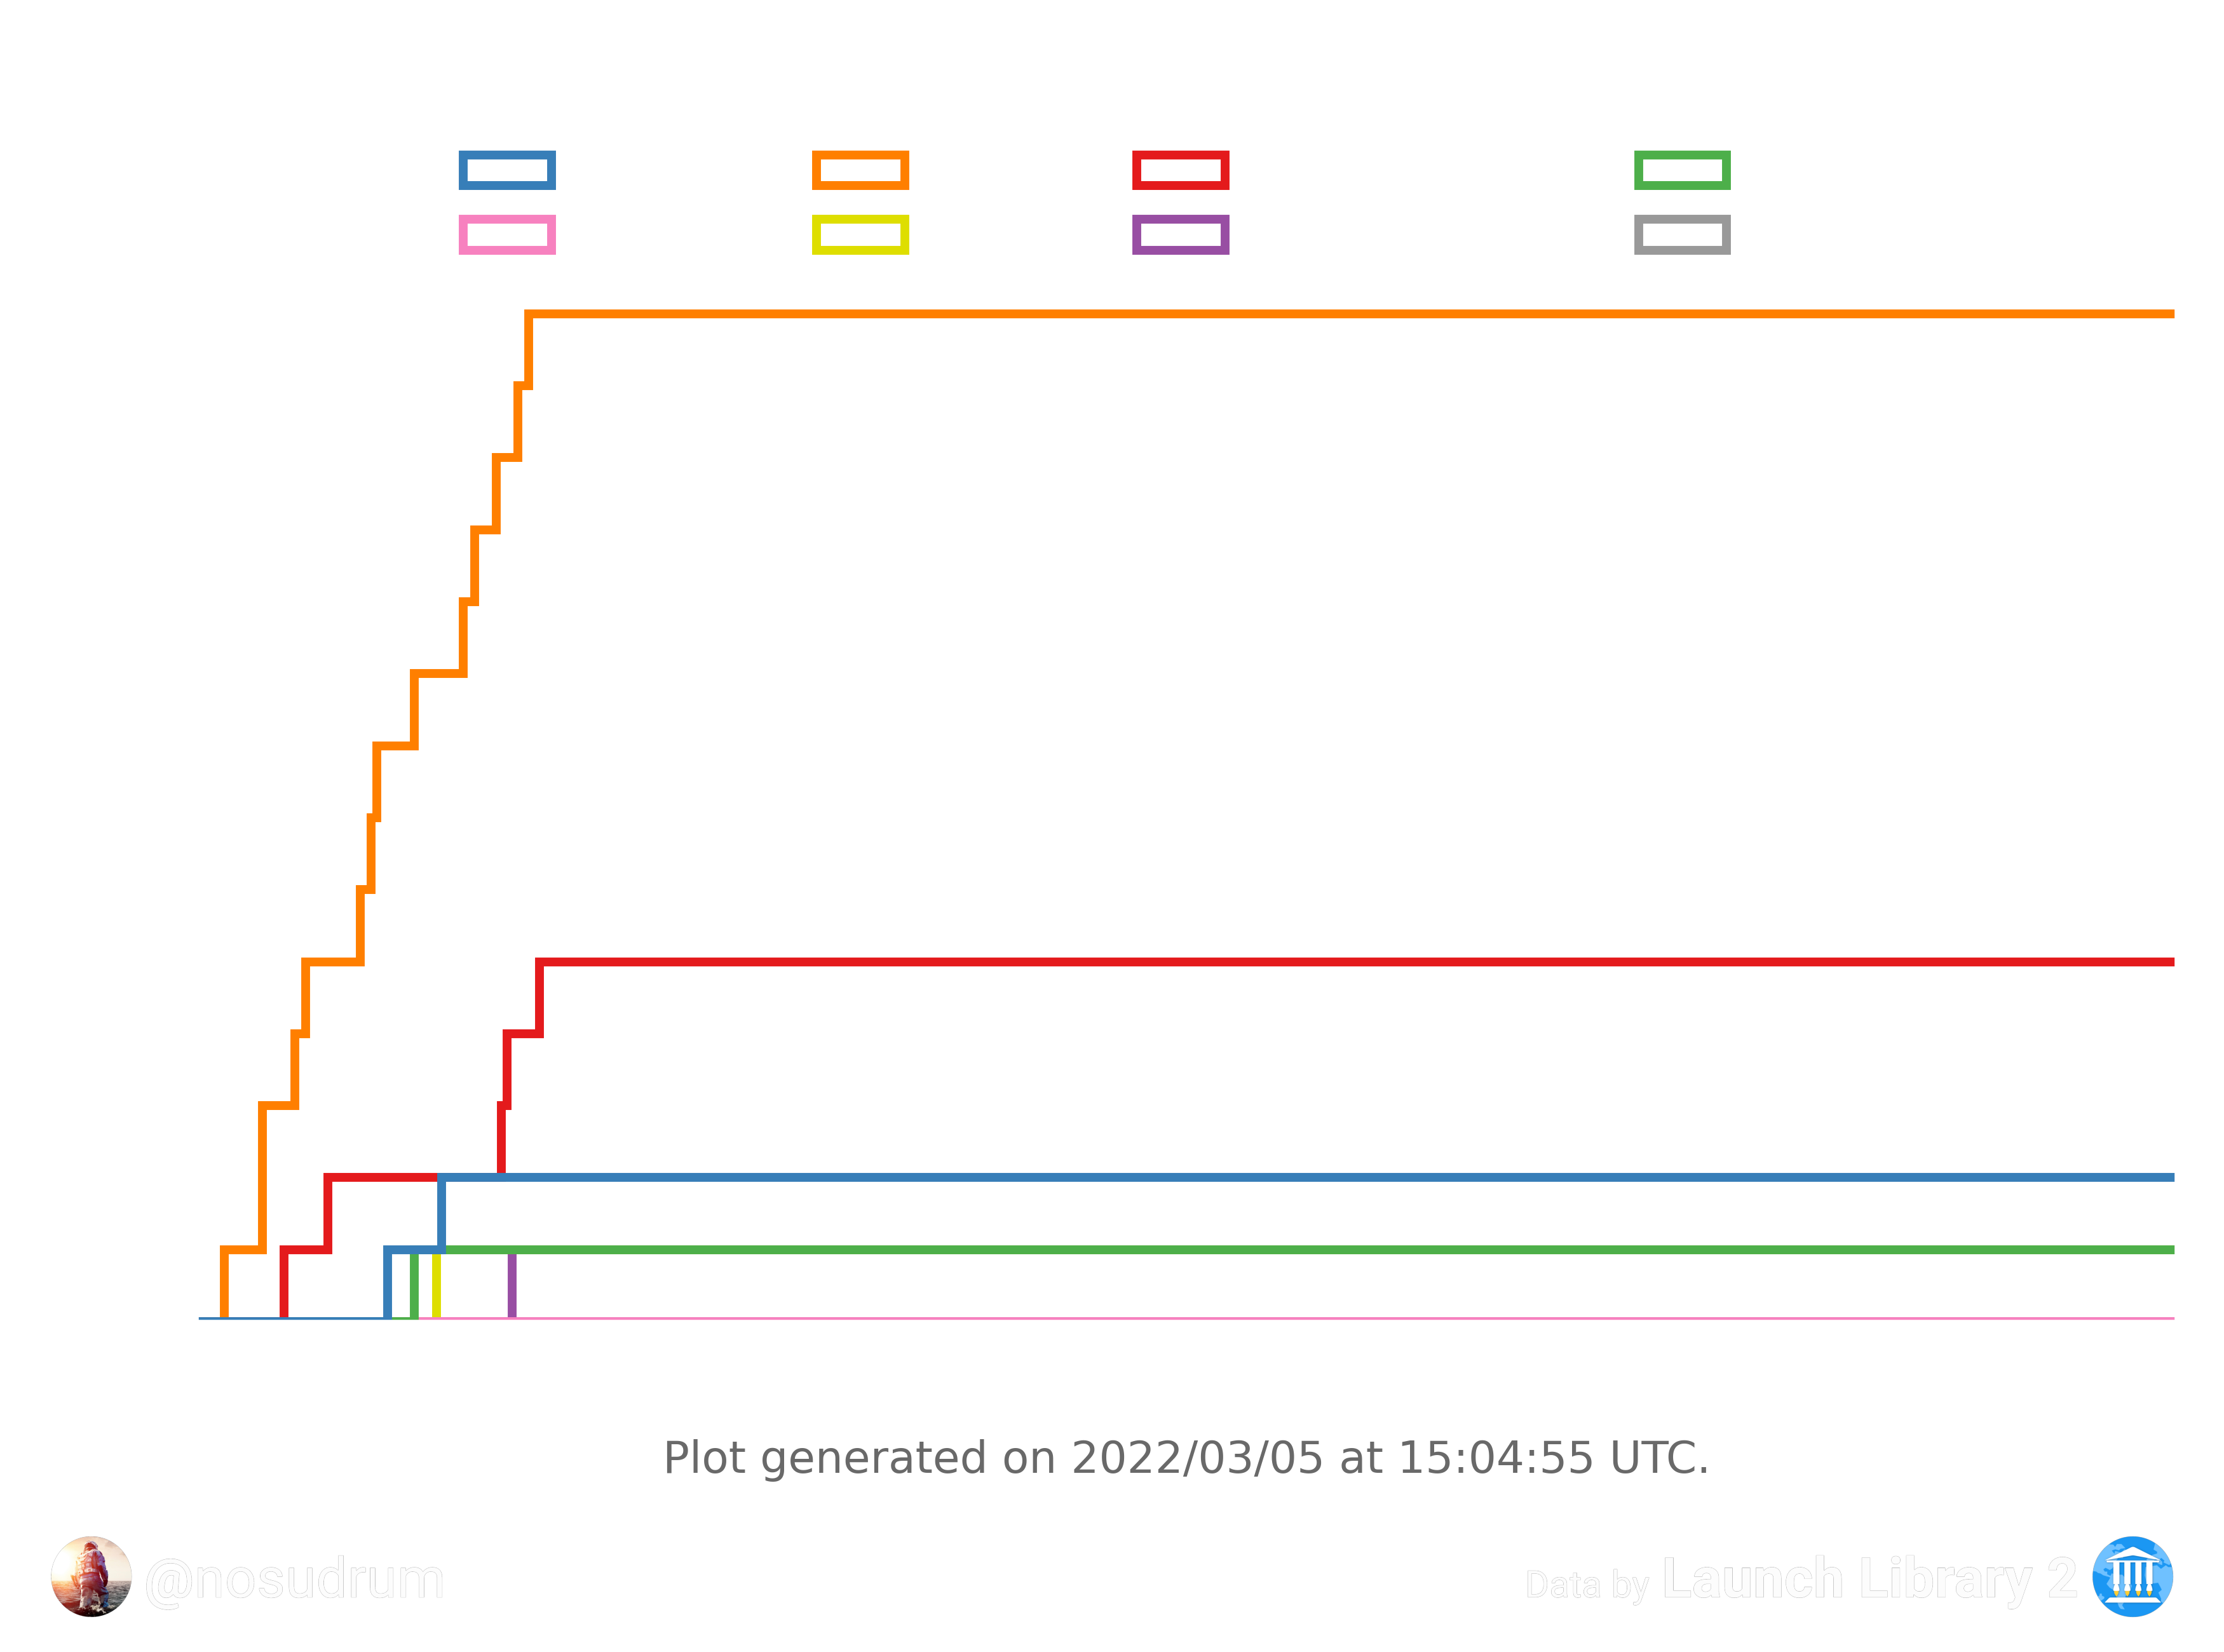 Plot generated on 2022/03/05 at 15:04:55 UTC.
@nosudrum
Data by Launch Library 2